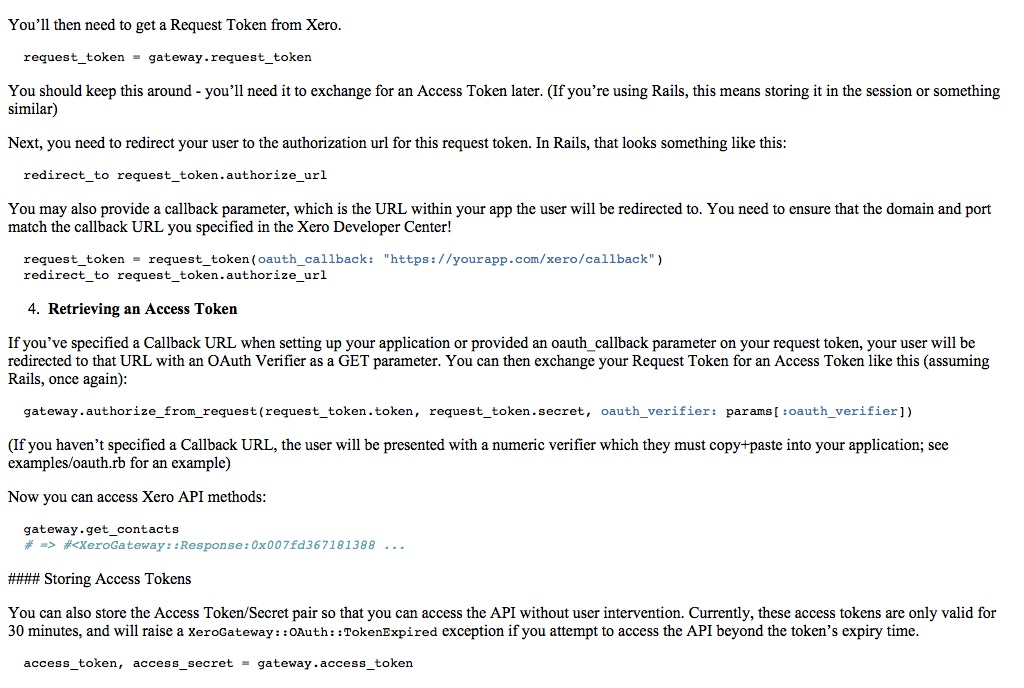 You’ll then need to get a Request Token from Xero.
request_token = gateway.request_token
You should keep this around - you’ll need it to exchange for an Access Token later. (If you’re using Rails, this means storing it in the session or something
similar)
Next, you need to redirect your user to the authorization url for this request token. In Rails, that looks something like this:
redirect_to request_token.authorize_url
You may also provide a callback parameter, which is the URL within your app the user will be redirected to. You need to ensure that the domain and port
match the callback URL you specified in the Xero Developer Center!
request_token = request_token(oauth_callback: "https://yourapp.com/xero/callback")
redirect_to request_token.authorize_url
4. Retrieving an Access Token
If you’ve specified a Callback URL when setting up your application or provided an oauth_callback parameter on your request token, your user will be
redirected to that URL with an OAuth Verifier as a GET parameter. You can then exchange your Request Token for an Access Token like this (assuming
Rails, once again):
gateway.authorize_from_request(request_token.token, request_token.secret, oauth_verifier: params[:oauth_verifier])
(If you haven’t specified a Callback URL, the user will be presented with a numeric verifier which they must copy+paste into your application; see
examples/oauth.rb for an example)
Now you can access Xero API methods:
gateway.get_contacts
# => #<XeroGateway::Response:0x007fd367181388 ...
#### Storing Access Tokens
You can also store the Access Token/Secret pair so that you can access the API without user intervention. Currently, these access tokens are only valid for
30 minutes, and will raise a XeroGateway::OAuth::TokenExpired exception if you attempt to access the API beyond the token’s expiry time.
access_token, access_secret = gateway.access_token